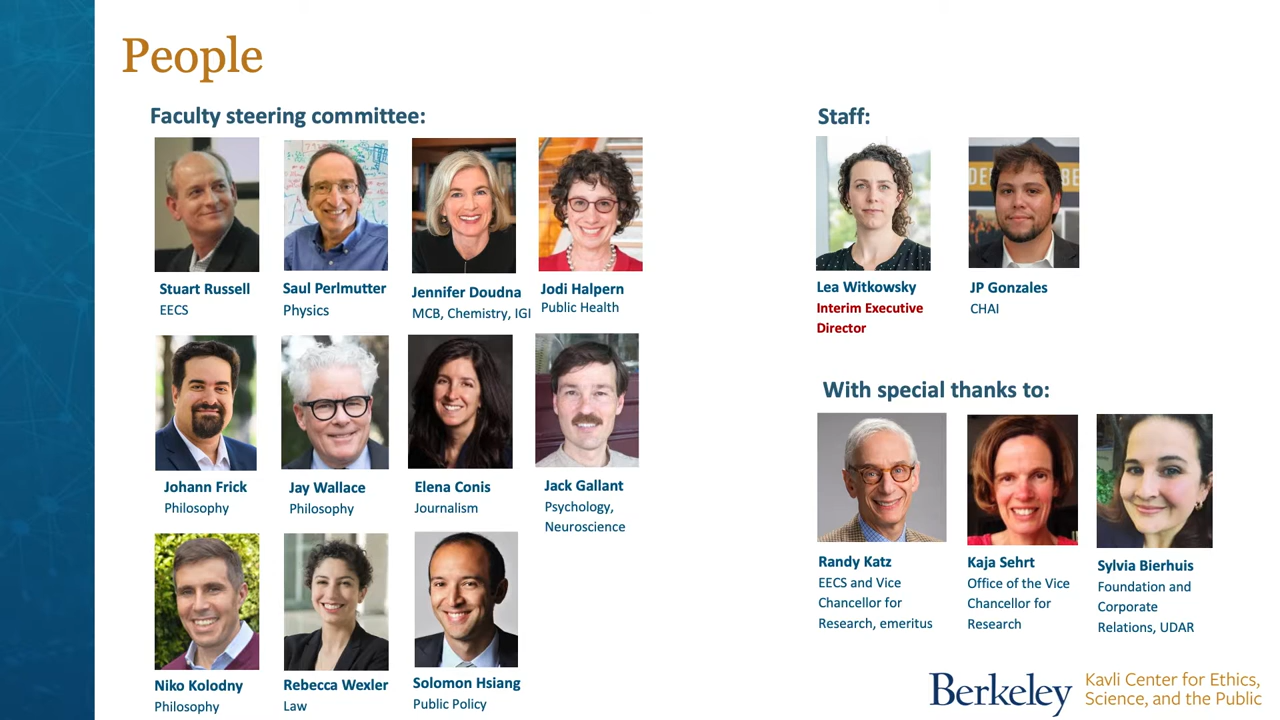 People
Faculty steering committee:
Stuart Russell
EECS
Saul Perlmutter
Physics
Jennifer Doudna
MCB, Chemistry, IGI
Jodi Halpern
Public Health
Johann Frick
Philosophy
Jay Wallace
Philosophy
Elena Conis
Journalism
Jack Gallant
Psychology,
Neuroscience
Niko Kolodny
Philosophy
Rebecca Wexler
Law
Solomon Hsiang
Public Policy
Staff:
Lea Witkowsky
Interim Executive
Director
JP Gonzales
CHAI
With special thanks to:
Randy Katz
EECS and Vice
Chancellor for
Research, emeritus
Kaja Sehrt
Office of the Vice
Chancellor for
Research
Sylvia Bierhuis
Foundation and
Corporate
Relations, UDAR
Berkeley
Kavli Center for Ethics,
Science, and the Public